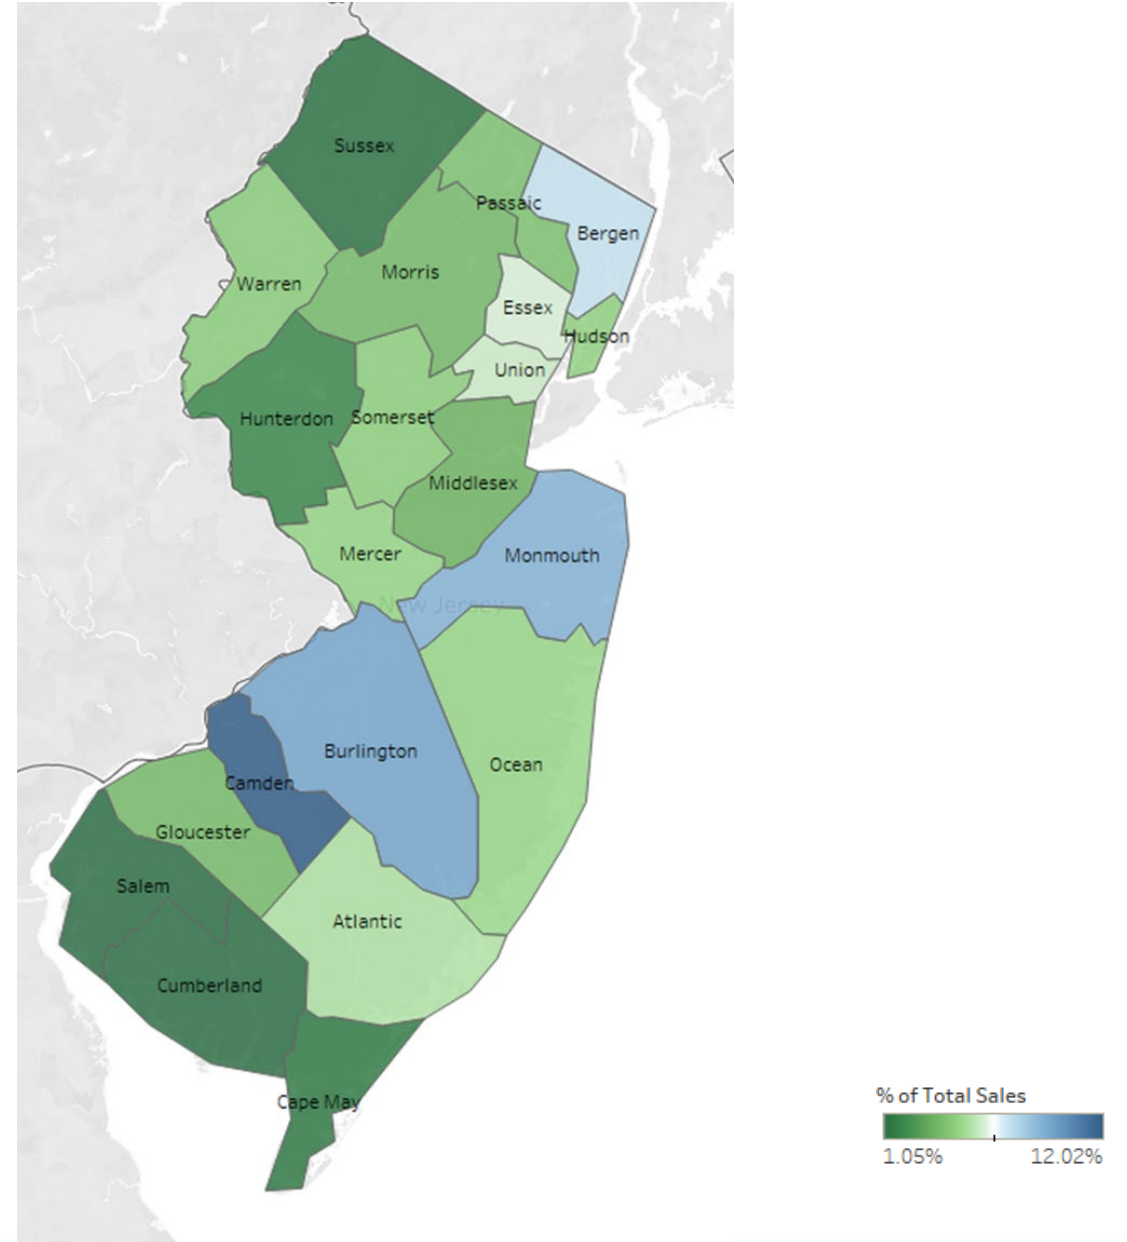 Sussex
Passaic
Bergen
Morris
Warren
Essex
Hudson
Union
Hunterdon
Somerset
Middlesex
Mercer
Monmouth
New Jersey
Burlington
Ocean
Camden
Gloucester
Salem
Atlantic
Cumberland
Cape May
% of Total Sales
1.05% 12.02%